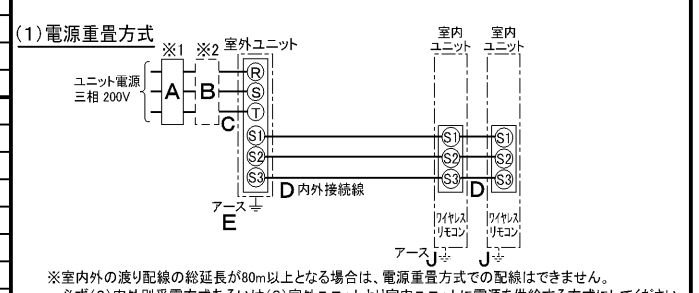 (1)電源重畳方式
※1 ※2 室外ユニット 室内 室内
ユニット ユニット
ユニット電源
三相 200V
A B
R
S
T
C
S1 S1 S1
S2 S2 S2
S3 S3 S3
D 内外接続線 D
アース
E
ワイヤレス ワイヤレス
リモコン リモコン
アース J J
※室内外の渡り配線の総延長が80m以上となる場合は、電源重畳方式での配線はできません。